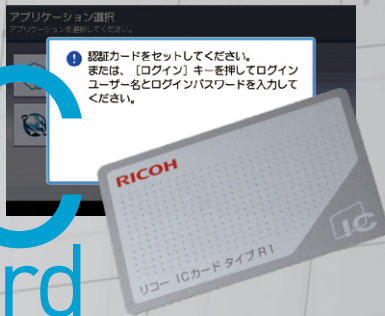 アプリケーション選択
アプリケーションを選択してください。
認証カードをセットしてください。
または、[ログイン]キーを押してログイン
ユーザー名とログインパスワードを入力して
ください。
RICOH
IC
リコー ICカード タイプR1
rd